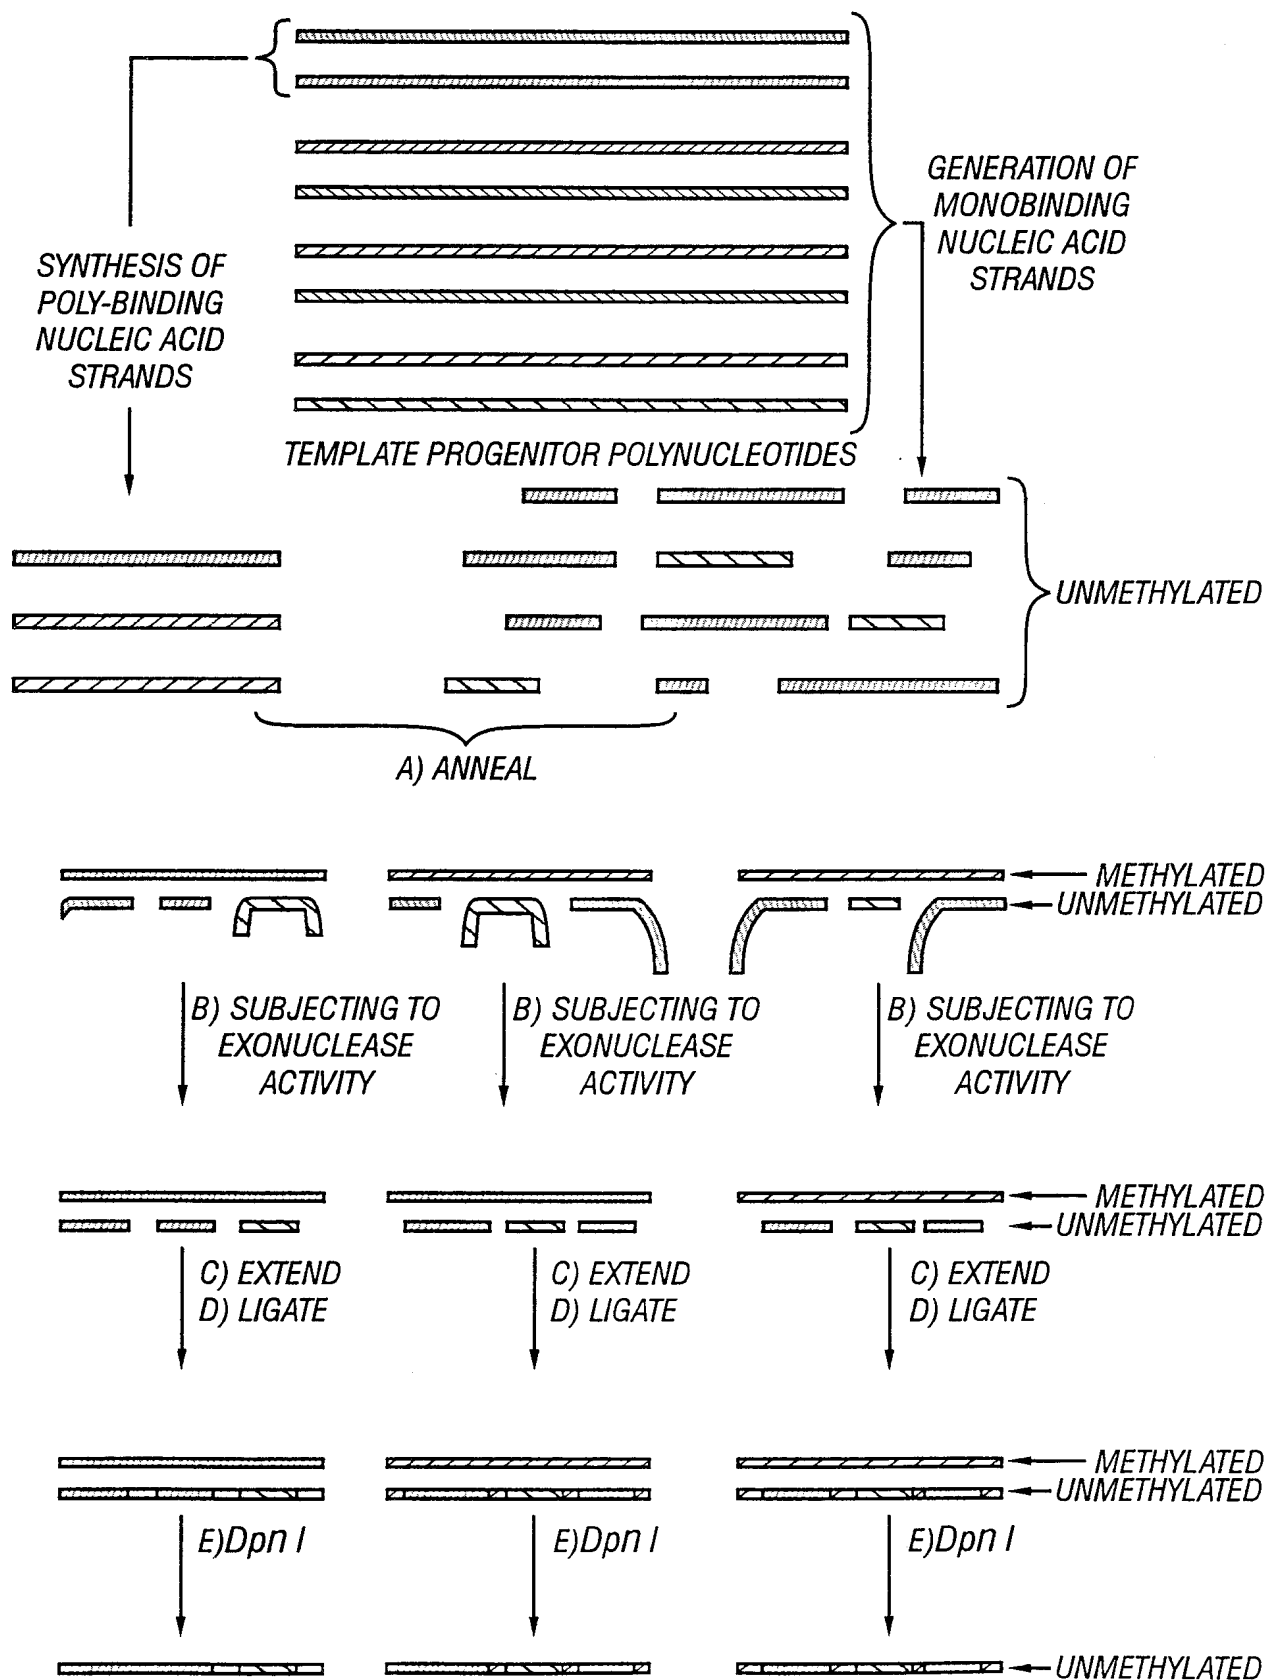 GENERATION OF
MONOBINDING
NUCLEIC ACID
STRANDS
SYNTHESIS OF
POLY-BINDING
NUCLEIC ACID
STRANDS
TEMPLATE PROGENITOR POLYNUCLEOTIDES
UNMETHYLATED
A) ANNEAL
METHYLATED
UNMETHYLATED
B) SUBJECTING TO
EXONUCLEASE
ACTIVITY
B) SUBJECTING TO
EXONUCLEASE
ACTIVITY
B) SUBJECTING TO
EXONUCLEASE
ACTIVITY
METHYLATED
UNMETHYLATED
C) EXTEND
D) LIGATE
C) EXTEND
D) LIGATE
C) EXTEND
D) LIGATE
METHYLATED
UNMETHYLATED
E)Dpn I
E)Dpn I
E)Dpn I
UNMETHYLATED